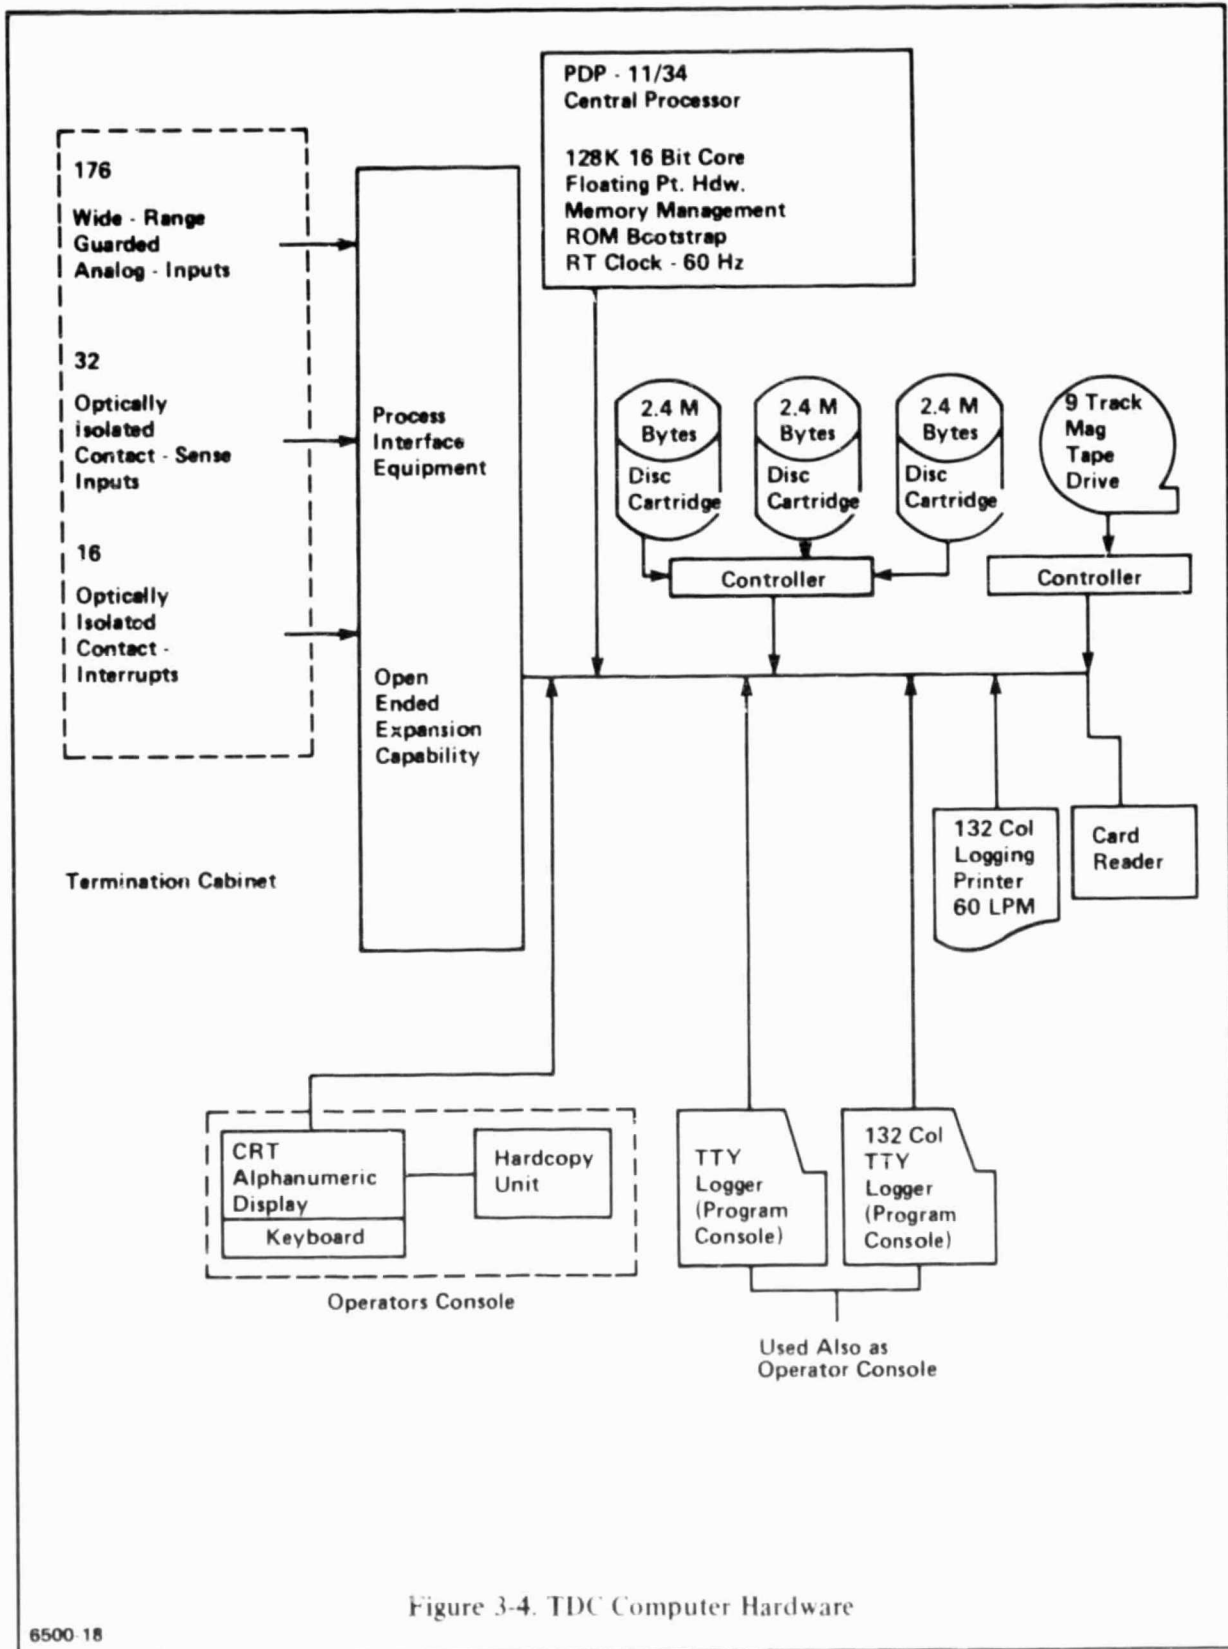 PDP - 11/34
Central Processor
128K 16 Bit Core
Floating Pt. Hdw.
Memory Management
ROM Bcotstrap
RT Clock - 60 Hz
176
Wide - Range
Guarded
Analog - Inputs
32
Optically
isolated
Contact - Sense
Inputs
16
Optically
Isolated
Contact -
Interrupts
Termination Cabinet
Process
Interface
Equipment
Open
Ended
Expansion
Capability
2.4 M
Bytes
Disc
Cartridge
2.4 M
Bytes
Disc
Cartridge
2.4 M
Bytes
Disc
Cartridge
9 Track
Mag
Tape
Drive
Controller
Controller
132 Col
Logging
Printer
60 LPM
Card
Reader
CRT
Alphanumeric
Display
Keyboard
Hardcopy
Unit
Operators Console
TTY
Logger
(Program
Console)
132 Col
TTY
Logger
(Program
Console)
Used Also as
Operator Console
Figure 3-4. TDC Computer Hardware
6500-18